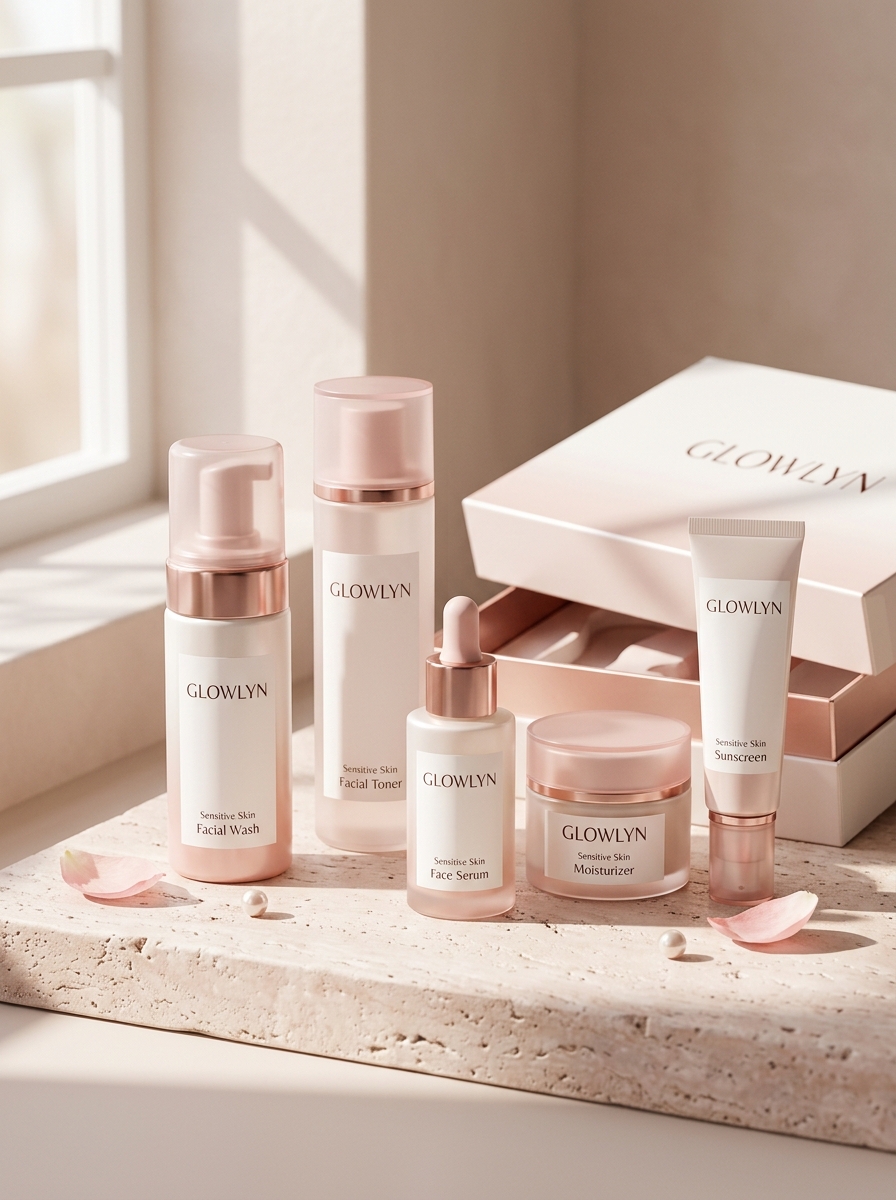 GLOWLYN
GLOWLYN
Sensitive Skin
Facial Wash
GLOWLYN
Sensitive Skin
Facial Toner
GLOWLYN
Sensitive Skin
Face Serum
GLOWLYN
Sensitive Skin
Moisturizer
GLOWLYN
Sensitive Skin
Sunscreen